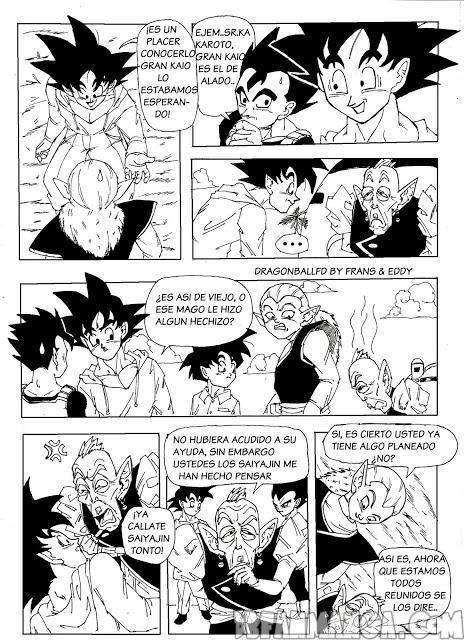 ¡ES UN
PLACER
CONOCERLO
GRAN KAIO
LO
ESTABAMOS
ESPERAN-
DO!
EJEM..SR.KA
KAROTO,
GRAN KAIO
ES EL DE
ALADO..
...
DRAGONBALLFD BY FRANS & EDDY
¿ES ASI DE VIEJO, O
ESE MAGO LE HIZO
ALGUN HECHIZO?
¡YA
CALLATE
SAIYAJIN
TONTO!
NO HUBIERA ACUDIDO A SU
AYUDA, SIN EMBARGO
USTEDES LOS SAIYAJIN ME
HAN HECHO PENSAR
SI, ES CIERTO USTED YA
TIENE ALGO PLANEADO
¿NO?
ASI ES, AHORA
QUE ESTAMOS
TODOS
REUNIDOS SE
LOS DIRE..